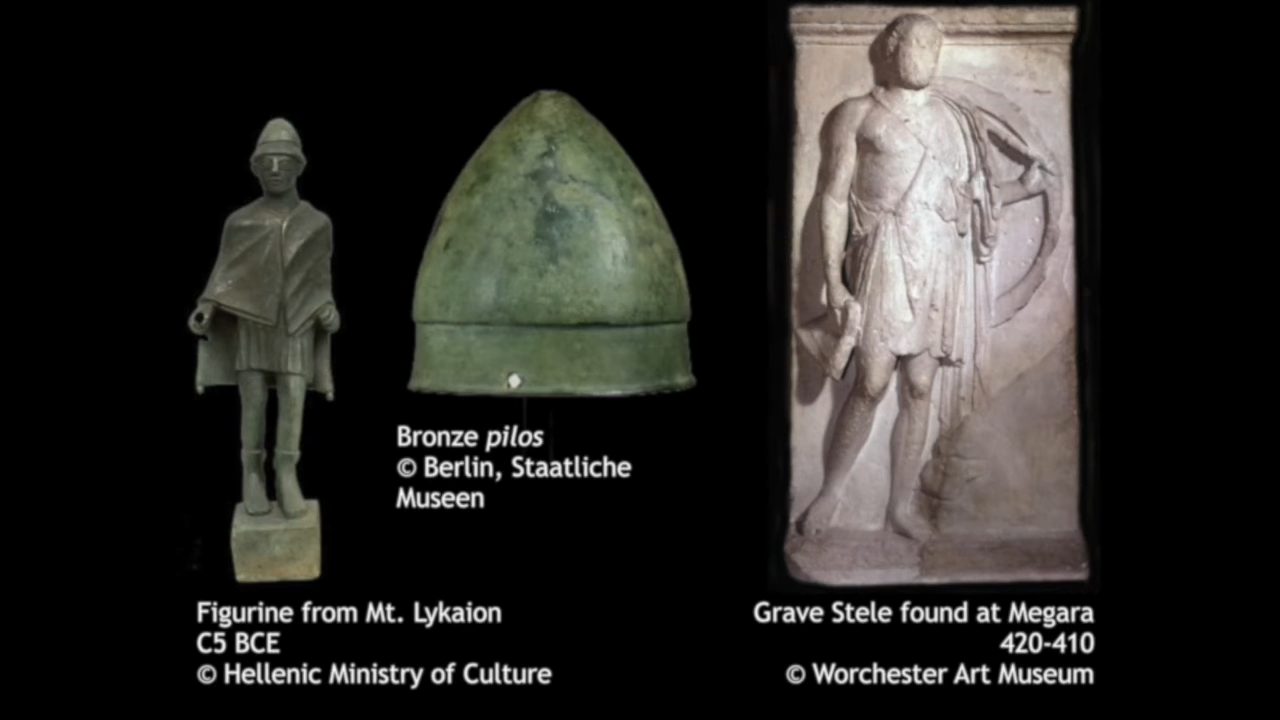 Bronze pilos
© Berlin, Staatliche
Museen
Figurine from Mt. Lykaion
C5 BCE
© Hellenic Ministry of Culture
Grave Stele found at Megara
420-410
© Worchester Art Museum